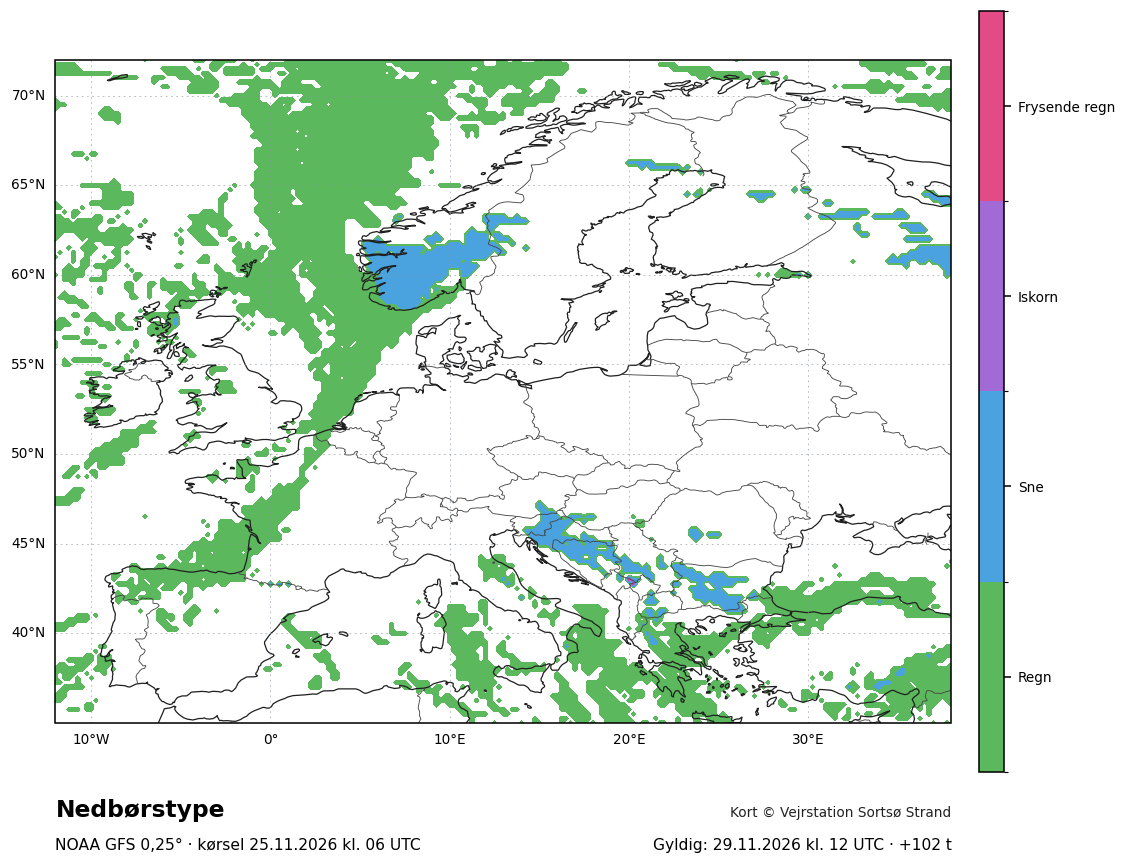 Frysende regn
Iskorn
Sne
Regn
70°N
65°N
60°N
55°N
50°N
45°N
40°N
10°W
0°
10°E
20°E
30°E
Nedbørstype
Kort © Vejrstation Sortsø Strand
NOAA GFS 0,25° · kørsel 25.11.2026 kl. 06 UTC
Gyldig: 29.11.2026 kl. 12 UTC · +102 t